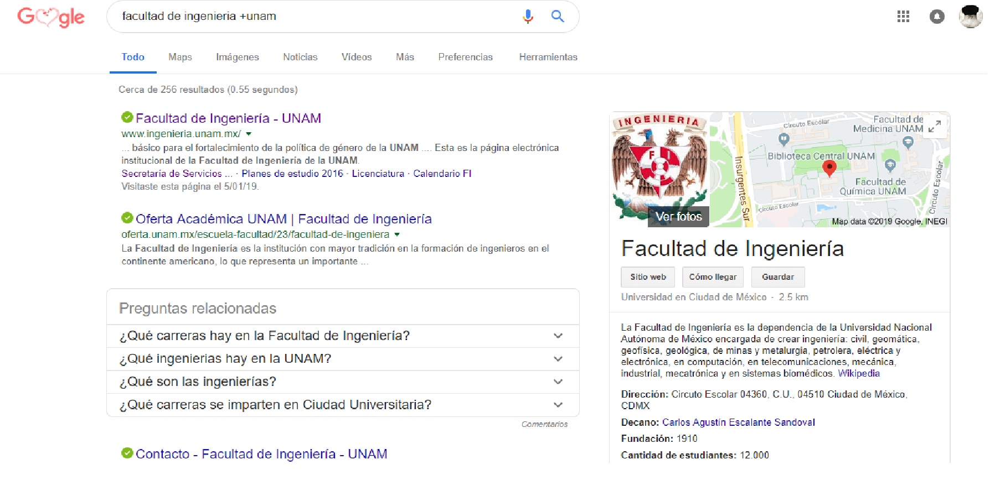 Google
facultad de ingenieria +unam
Todo Maps Imágenes Noticias Vídeos Más Preferencias Herramientas
Cerca de 256 resultados (0.55 segundos)
Facultad de Ingeniería - UNAM
www.ingenieria.unam.mx/
... básico para el fortalecimiento de la política de género de la UNAM .... Esta es la página electrónica
institucional de la Facultad de Ingeniería de la UNAM.
Secretaría de Servicios ... · Planes de estudio 2016 · Licenciatura · Calendario FI
Visitaste esta página el 5/01/19.
Oferta Académica UNAM | Facultad de Ingeniería
oferta.unam.mx/escuela-facultad/23/facultad-de-ingeniera
La Facultad de Ingeniería es la institución con mayor tradición en la formación de ingenieros en el
continente americano, lo que representa un importante ...
Preguntas relacionadas
¿Qué carreras hay en la Facultad de Ingeniería?
¿Qué ingenierias hay en la UNAM?
¿Qué son las ingenierías?
¿Qué carreras se imparten en Ciudad Universitaria?
Comentarios
Contacto - Facultad de Ingeniería - UNAM
INGENIERIA
F I
Ver fotos
Circuito Escolar
Facultad de
Medicina UNAM
Biblioteca Central UNAM
Insurgentes Sur
Facultad de
Química UNAM
Circuito Escolar
Circuito Escolar
Map data ©2019 Google, INEGI
Facultad de Ingeniería
Sitio web Cómo llegar Guardar
Universidad en Ciudad de México · 2.5 km
La Facultad de Ingeniería es la dependencia de la Universidad Nacional
Autónoma de México encargada de crear ingeniería: civil, geomática,
geofísica, geológica, de minas y metalurgia, petrolera, eléctrica y
electrónica, en computación, en telecomunicaciones, mecánica,
industrial, mecatrónica y en sistemas biomédicos. Wikipedia
Dirección: Circuto Escolar 04360, C.U., 04510 Ciudad de México,
CDMX
Decano: Carlos Agustín Escalante Sandoval
Fundación: 1910
Cantidad de estudiantes: 12.000